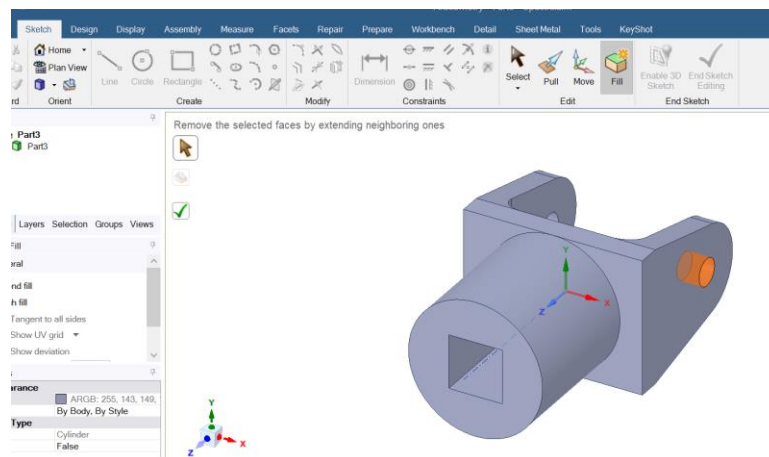 Sketch Design Display Assembly Measure Facets Repair Prepare Workbench Detail Sheet Metal Tools KeyShot
Home
Plan View
Line Circle Rectangle
Dimension
Select Pull Move Fill
Enable 3D Sketch
End Sketch Editing
Orient Create Modify Constraints Edit End Sketch
Part3
Part3
Layers Selection Groups Views
Fill
Tangent to all sides
Show UV grid
Show deviation
Remove the selected faces by extending neighboring ones
Y
X
Z
Y
X
Z
ARGB: 255, 143, 149,
By Body, By Style
Type
Cylinder
False